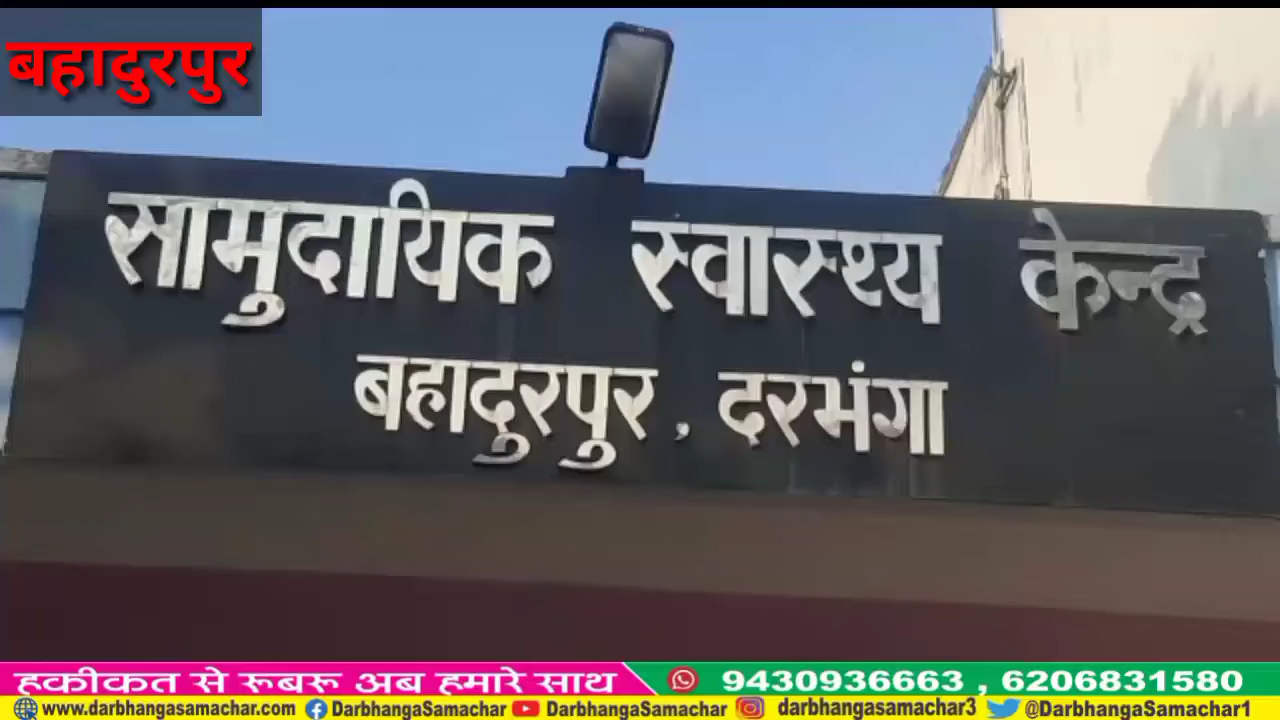 बहादुरपुर
सामुदायिक स्वास्थ्य केन्द्र
बहादुरपुर, दरभंगा
हकीकत से रूबरू अब हमारे साथ 9430936663 , 6206831580
www.darbhangasamachar.com DarbhangaSamachar DarbhangaSamachar darbhangasamachar3 @DarbhangaSamachar1